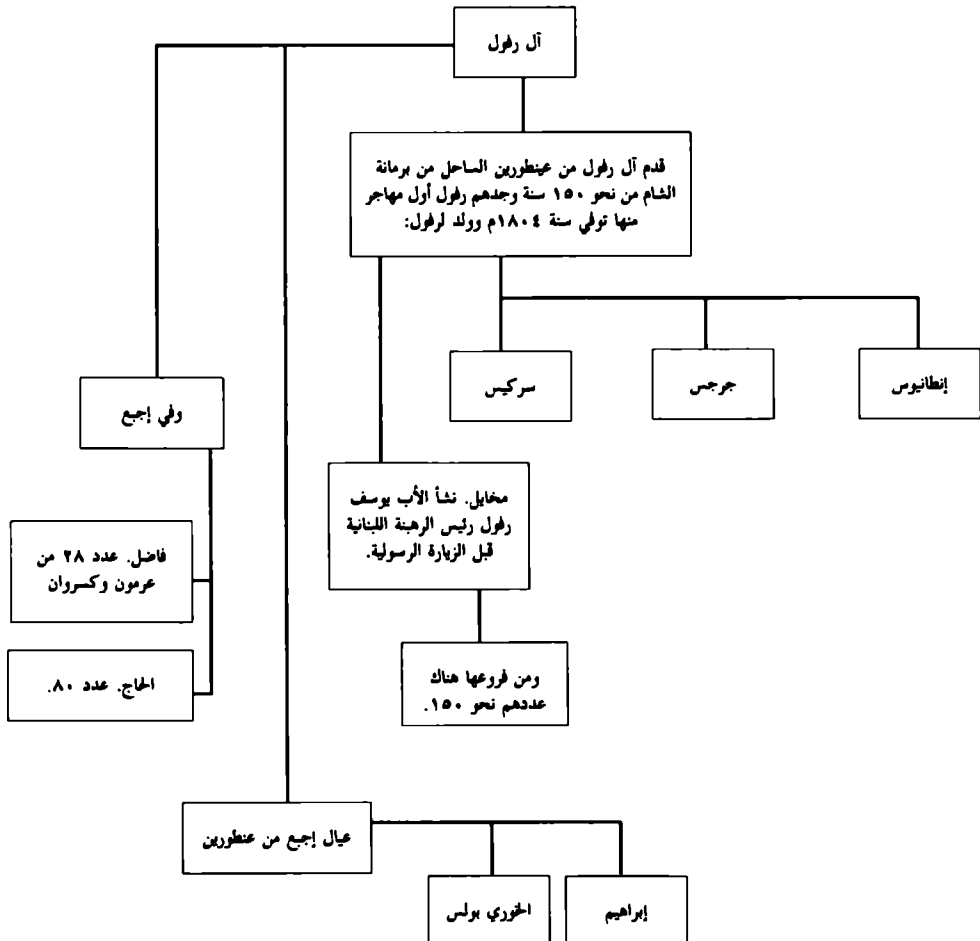 آل رفول
قدم آل رفول من عينطورين الساحل من برمانة
الشام من نحو ١٥٠ سنة وجدهم رفول أول مهاجر
منها توفي سنة ١٨٠٤م وولد لرفول:
إنطانيوس
جرجس
سركيس
وفي إجبع
مخايل. نشأ الأب يوسف
رفول رئيس الرهبنة اللبنانية
قبل الزيارة الرسولية.
فاضل. عدد ٢٨ من
عرمون وكسروان
ومن فروعها هناك
عددهم نحو ١٥٠.
الحاج. عدد ٨٠.
عيال إجبع من عنطورين
إبراهيم
الخوري بولس